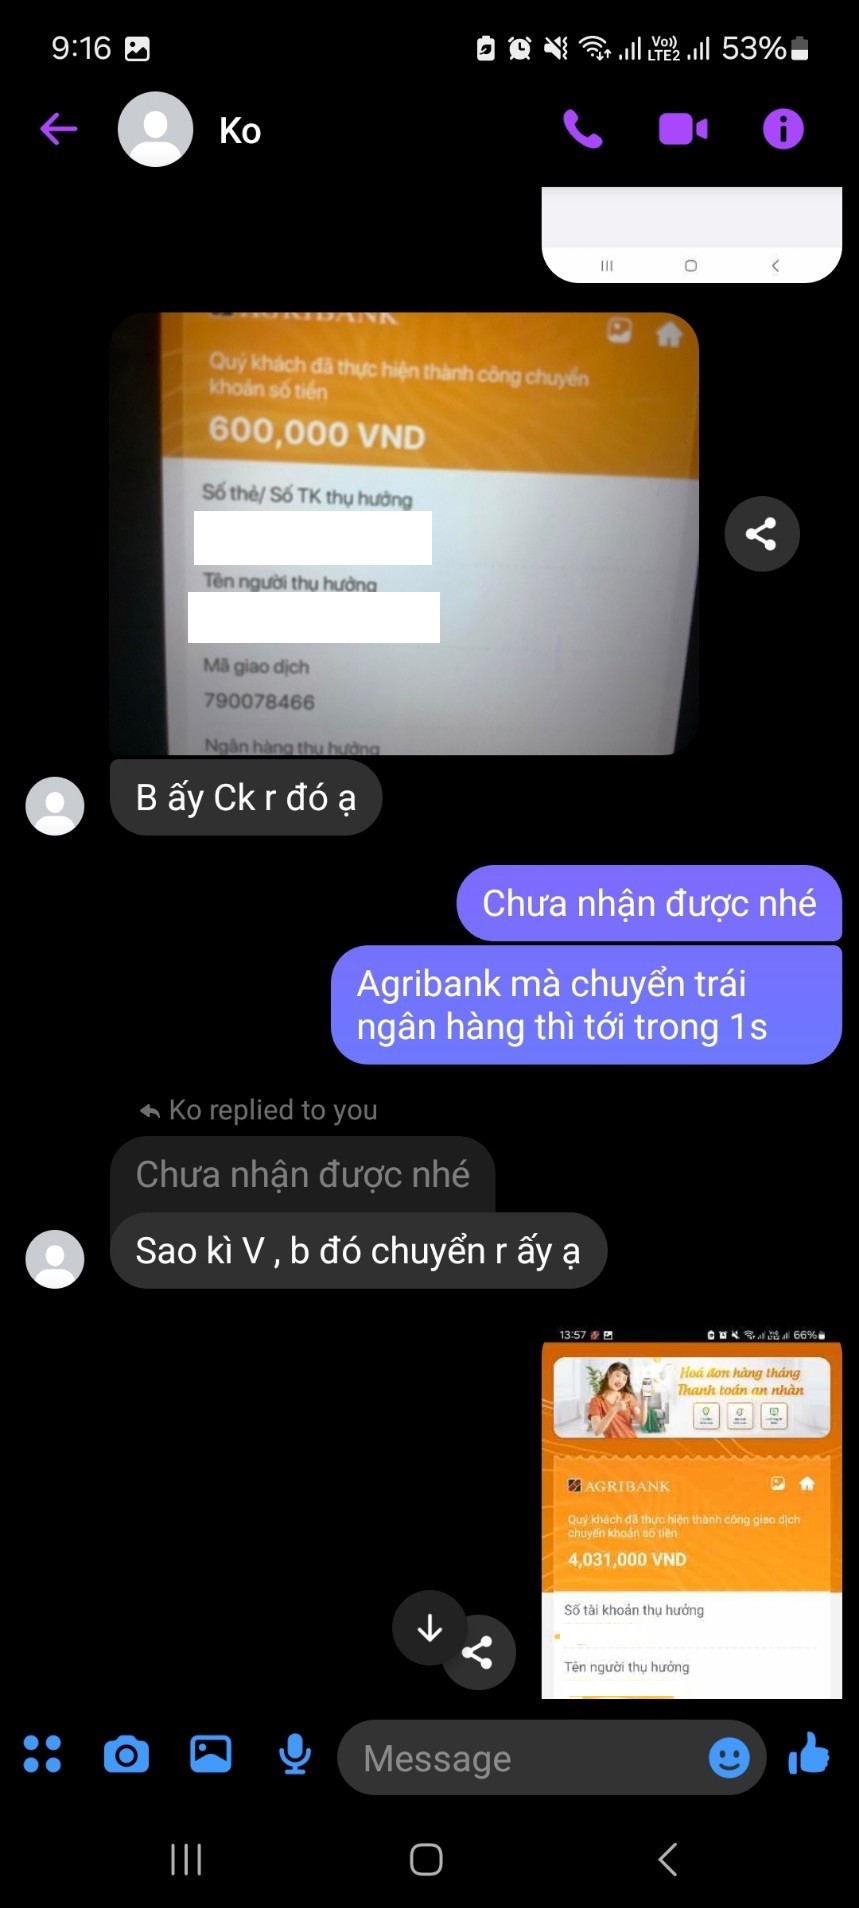 9:16
Vo))
LTE2
53%
Ko
AGRIBANK
Quý khách đã thực hiện thành công chuyển
khoản số tiền
600,000 VND
Số thẻ/ Số TK thụ hưởng
Tên người thụ hưởng
Mã giao dịch
790078466
Ngân hàng thụ hưởng
B ấy Ck r đó ạ
Chưa nhận được nhé
Agribank mà chuyển trái
ngân hàng thì tới trong 1s
Ko replied to you
Chưa nhận được nhé
Sao kì V , b đó chuyển r ấy ạ
13:57
66%
Hoá đơn hàng tháng
Thanh toán an nhàn
AGRIBANK
Quý khách đã thực hiện thành công giao dịch
chuyển khoản số tiền
4,031,000 VND
Số tài khoản thụ hưởng
Tên người thụ hưởng
Message